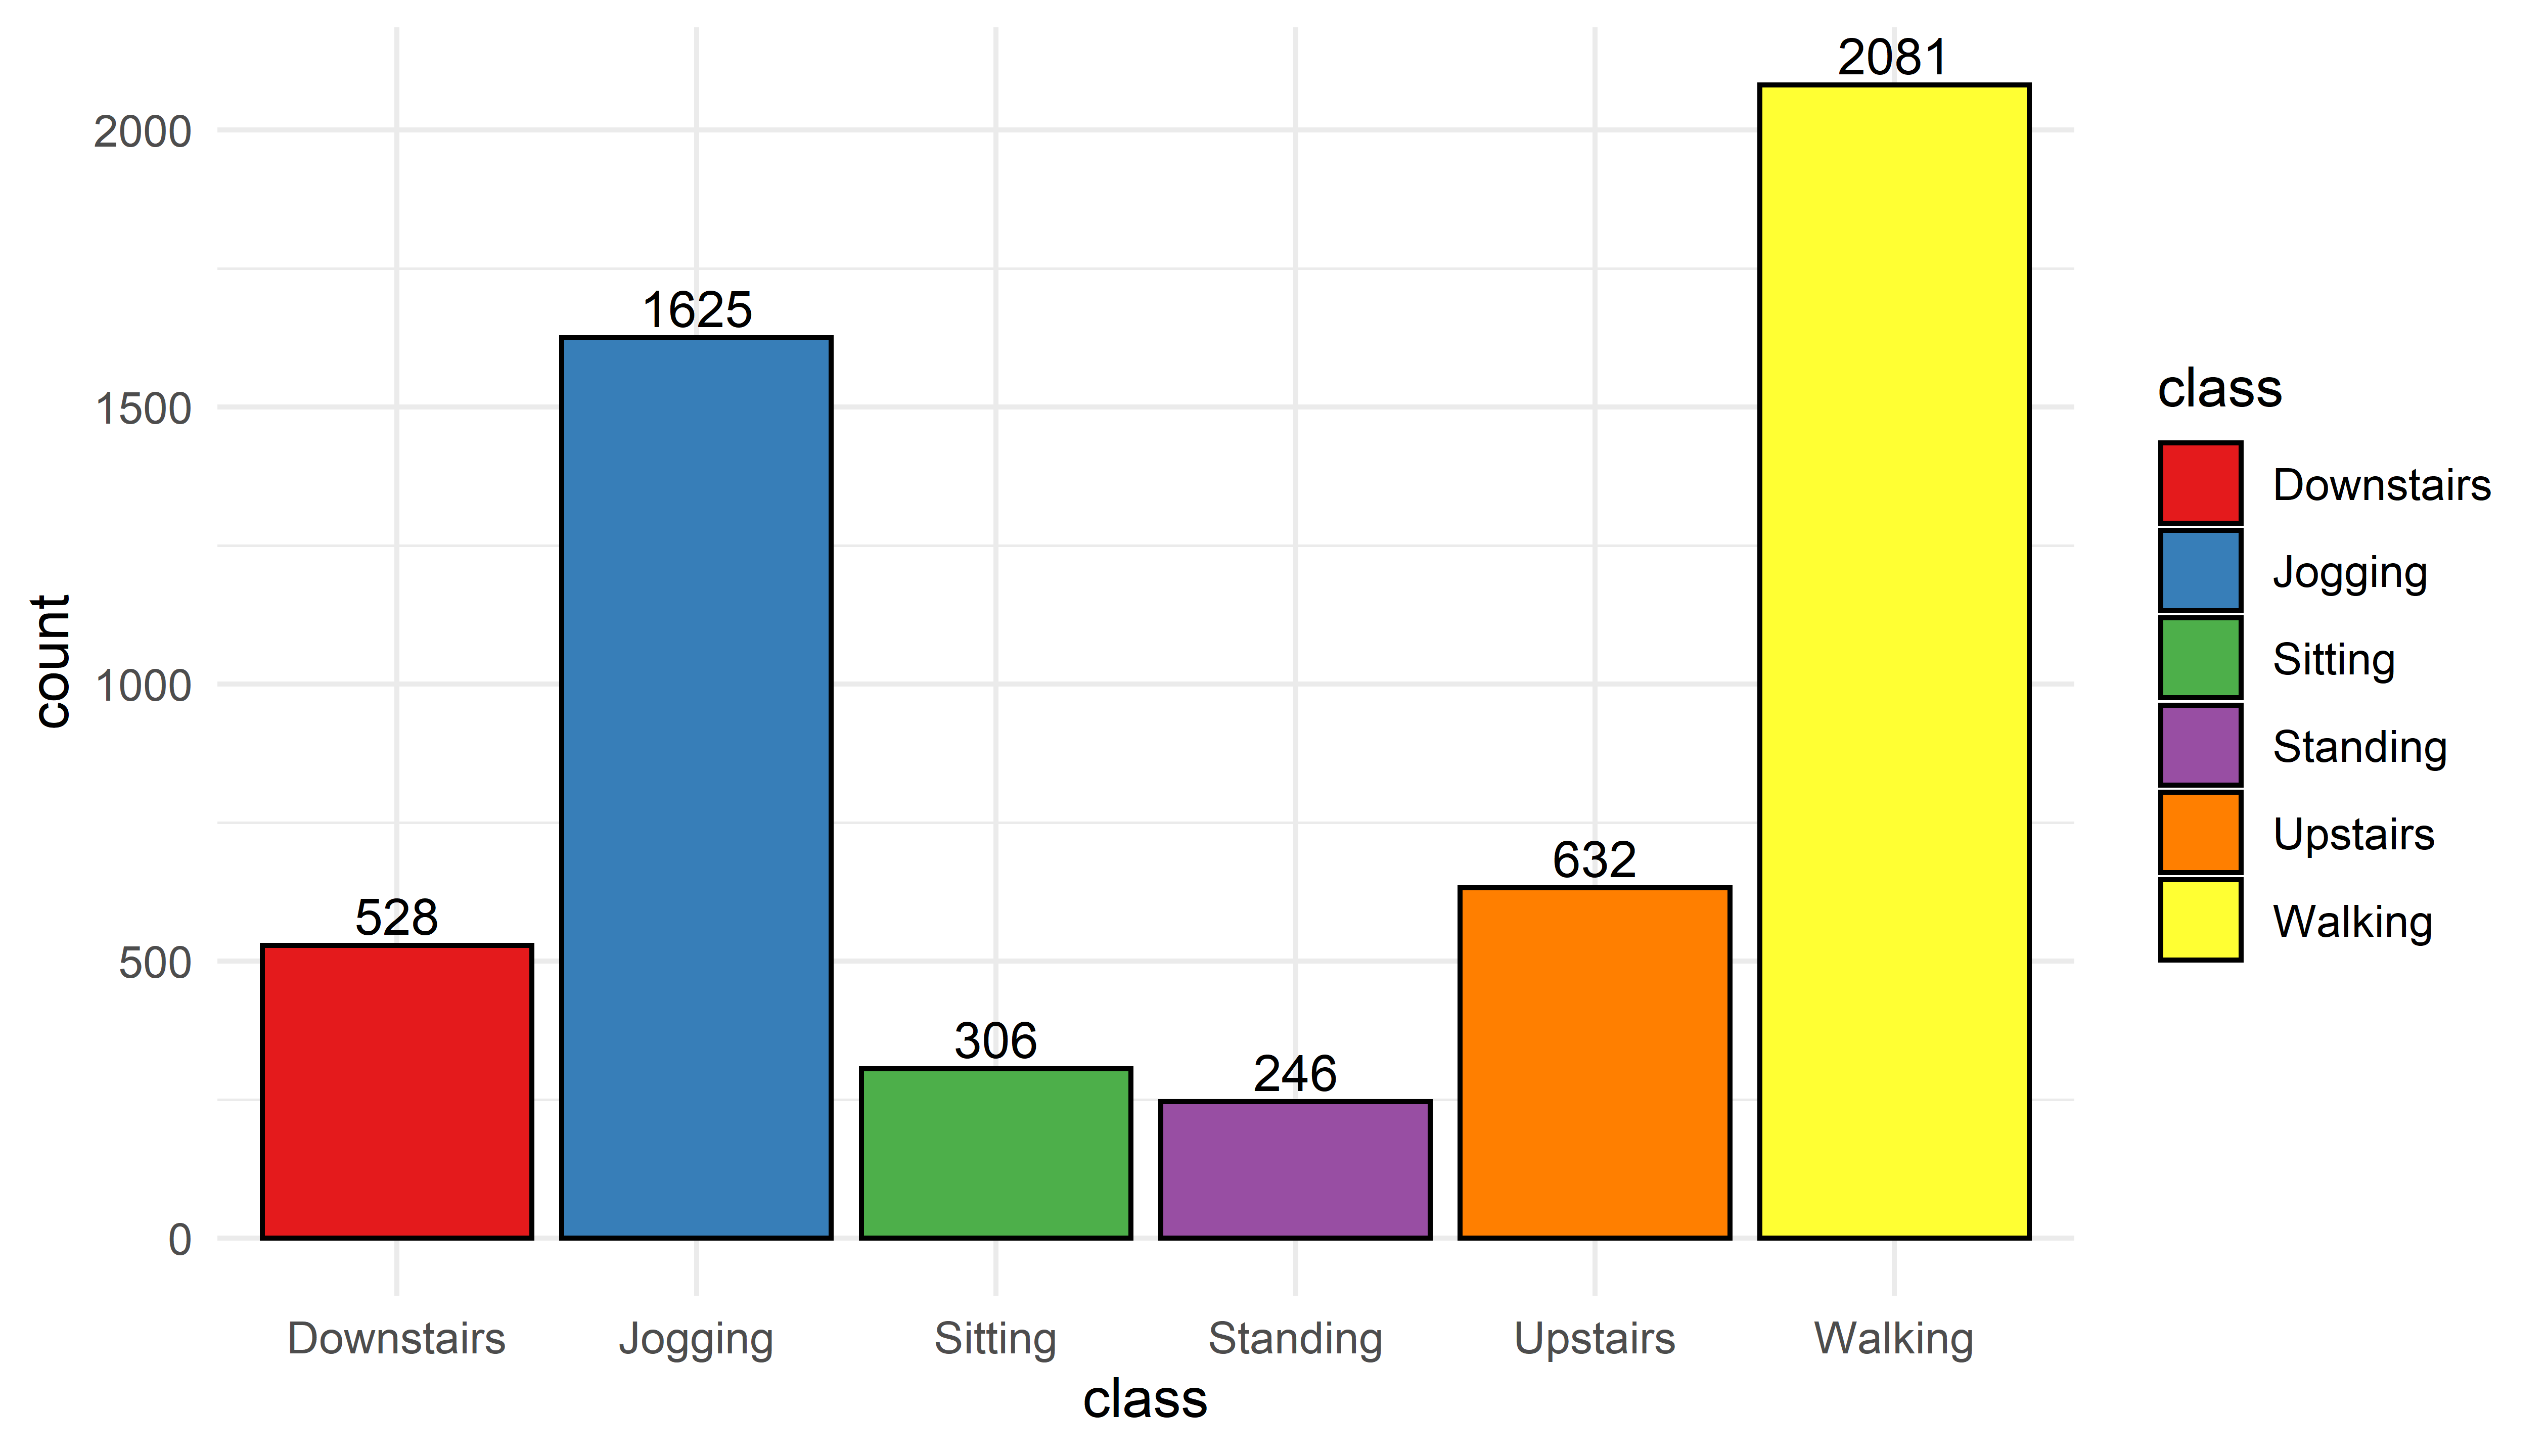 2081
2000
1625
1500
class
Downstairs
Jogging
Sitting
Standing
Upstairs
Walking
count
1000
632
528
500
306
246
0
Downstairs Jogging Sitting Standing Upstairs Walking
class